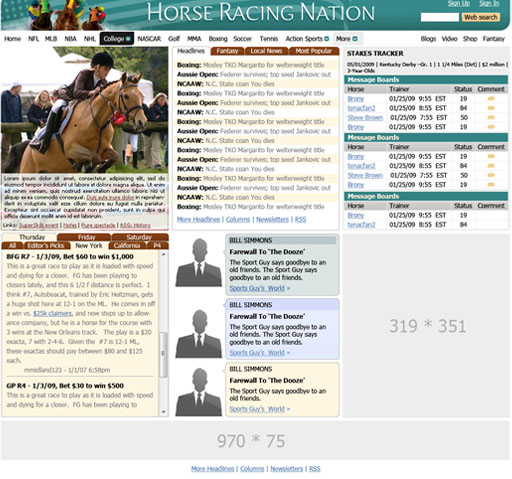 HORSE RACING NATION
Sign Up Sign In
Web search
Home NFL MLB NBA NHL College NASCAR Golf MMA Boxing Soccer Tennis Action Sports More Blogs Video Shop Fantasy
Lorem ipsum dolor sit amet, consectetur adipisicing elit, sed do
eiusmod tempor incididunt ut labore et dolore magna aliqua. Ut enim
ad minim veniam, quis nostrud exercitation ullamco laboris nisi ut
aliquip ex ea commodo consequat. Duis aute irure dolor in reprehen-
derit in voluptate velit esse cillum dolore eu fugiat nulla pariatur.
Excepteur sint occaecat cupidatat non proident, sunt in culpa qui
officia deserunt mollit anim id est laborum.
Links: SuperSkills event | Notes | Pure spectacle | ASG: History
Headlines Fantasy Local News Most Popular
Boxing: Mosley TKO Margarito for welterweight title
Aussie Open: Federer survives; top seed Jankovic out
NCAAW: N.C. State coan You dies
Boxing: Mosley TKO Margarito for welterweight title
Aussie Open: Federer survives; top seed Jankovic out
NCAAW: N.C. State coan You dies
Boxing: Mosley TKO Margarito for welterweight title
Aussie Open: Federer survives; top seed Jankovic out
NCAAW: N.C. State coan You dies
Boxing: Mosley TKO Margarito for welterweight title
Aussie Open: Federer survives; top seed Jankovic out
NCAAW: N.C. State coan You dies
Boxing: Mosley TKO Margarito for welterweight title
More Headlines | Columns | Newsletters | RSS
STAKES TRACKER
05/01/2009 | Kentucky Derby -Gr. 1 | 1 1/4 Miles (Dirt) | $2 million |
3-Year-Olds
Message Boards
Horse Trainer Status Comment
Brony 01/25/09 9:55 EST 19
tomacfan2 01/25/09 8:55 EST 84
Steve Brown 01/25/09 7:55 EST 50
Brony 01/25/09 9:55 EST 19
Message Boards
Horse Trainer Status Comment
Brony 01/25/09 9:55 EST 19
tomacfan2 01/25/09 8:55 EST 84
Steve Brown 01/25/09 7:55 EST 50
Brony 01/25/09 9:55 EST 19
Message Boards
Brony 01/25/09 9:55 EST 19
tomacfan2 01/25/09 8:55 EST 84
Thursday Friday Saturday
All Editor's Picks New York California P4
BFG R7 - 1/3/09, Bet $60 to win $1,000
This is a great race to play as it is loaded with speed
and dying for a closer. FG has been playing to
closers lately, and this 6 1/2 f distance is perfect. I
think #7, Autobeacat, trained by Eric Heitzman, gets
a huge shot here at 12-1 on the ML. He comes in off
a win vs. $25k claimers, and now steps up to allow-
ance company, but he is a horse for the course with
3 wins at the New Orleans track. The play is a $20
exacta, 7 with 2-4-6. Given the #7 is 12-1 ML,
these exactas should pay between $80 and $125
each.
mmidland123 - 1/1/07 6:58pm
GP R4 - 1/3/09, Bet $30 to win $500
This is a great race to play as it is loaded with speed
and dying for a closer. FG has been playing to
BILL SIMMONS
Farewall To 'The Dooze'
The Sport Guy says goodbye to an
old friends. The Sport Guy says
goodbye to an old friends.
Sports Guy's World »
BILL SIMMONS
Farewall To 'The Dooze'
The Sport Guy says goodbye to an
old friends.
Sports Guy's World »
BILL SIMMONS
Farewall To 'The Dooze'
The Sport Guy says goodbye to an
old friends.
Sports Guy's World »
319 * 351
970 * 75
More Headlines | Columns | Newsletters | RSS